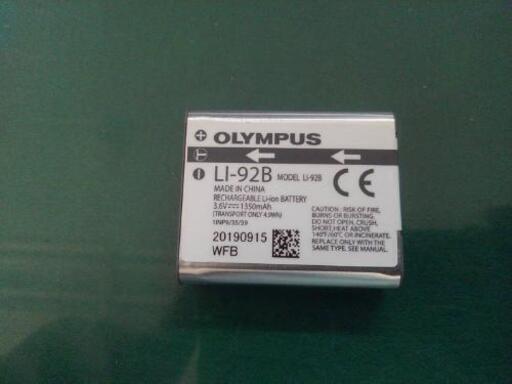 OLYMPUS
LI-92B MODEL LI-92B
MADE IN CHINA
RECHARGEABLE Li-ion BATTERY
3.6V⎓ 1350mAh
(TRANSPORT ONLY 4.9Wh)
1INP9/35/39
20190915
WFB
CE
CAUTION : RISK OF FIRE,
BURNS OR BURSTING.
DO NOT OPEN, CRUSH,
SHORT, HEAT ABOVE
140°F/60°C OR INCINERATE.
REPLACE ONLY WITH THE
SAME TYPE. SEE MANUAL.